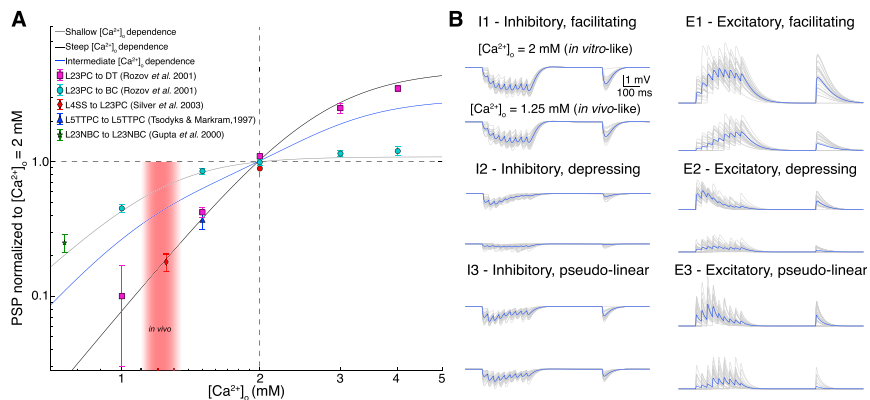 A
Shallow [Ca²⁺]ₒ dependence
Steep [Ca²⁺]ₒ dependence
Intermediate [Ca²⁺]ₒ dependence
L23PC to DT (Rozov et al. 2001)
L23PC to BC (Rozov et al. 2001)
L4SS to L23PC (Silver et al. 2003)
L5TTPC to L5TTPC (Tsodyks & Markram,1997)
L23NBC to L23NBC (Gupta et al. 2000)
PSP normalized to [Ca²⁺]ₒ = 2 mM
1.0
0.1
in vivo
1
2
3
4
5
[Ca²⁺]ₒ (mM)
B
I1 - Inhibitory, facilitating
[Ca²⁺]ₒ = 2 mM (in vitro-like)
1 mV
100 ms
[Ca²⁺]ₒ = 1.25 mM (in vivo-like)
I2 - Inhibitory, depressing
I3 - Inhibitory, pseudo-linear
E1 - Excitatory, facilitating
E2 - Excitatory, depressing
E3 - Excitatory, pseudo-linear